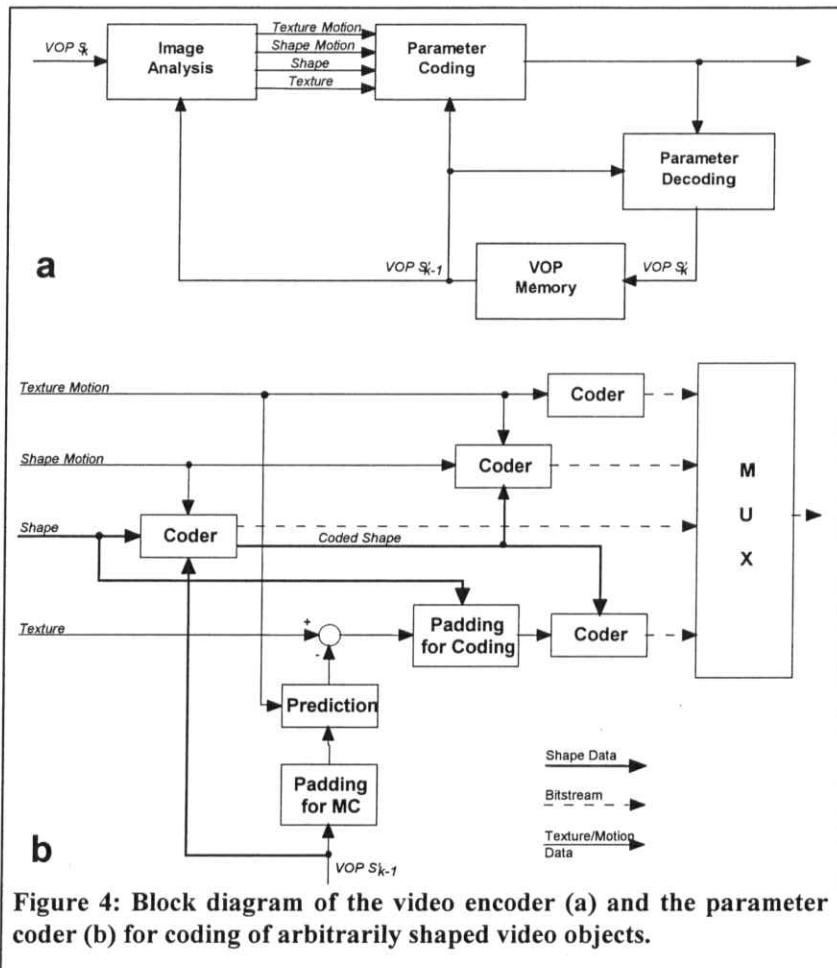 Texture Motion
VOP Sk
Image Analysis
Shape Motion
Shape
Texture
Parameter Coding
Parameter Decoding
a
VOP S'k-1
VOP Memory
VOP S'k
Texture Motion
Coder
Shape Motion
Coder
M
U
X
Shape
Coder
Coded Shape
Texture
+
-
Padding for Coding
Coder
Prediction
Padding for MC
Shape Data
Bitstream
Texture/Motion Data
b
VOP S'k-1
Figure 4: Block diagram of the video encoder (a) and the parameter
coder (b) for coding of arbitrarily shaped video objects.